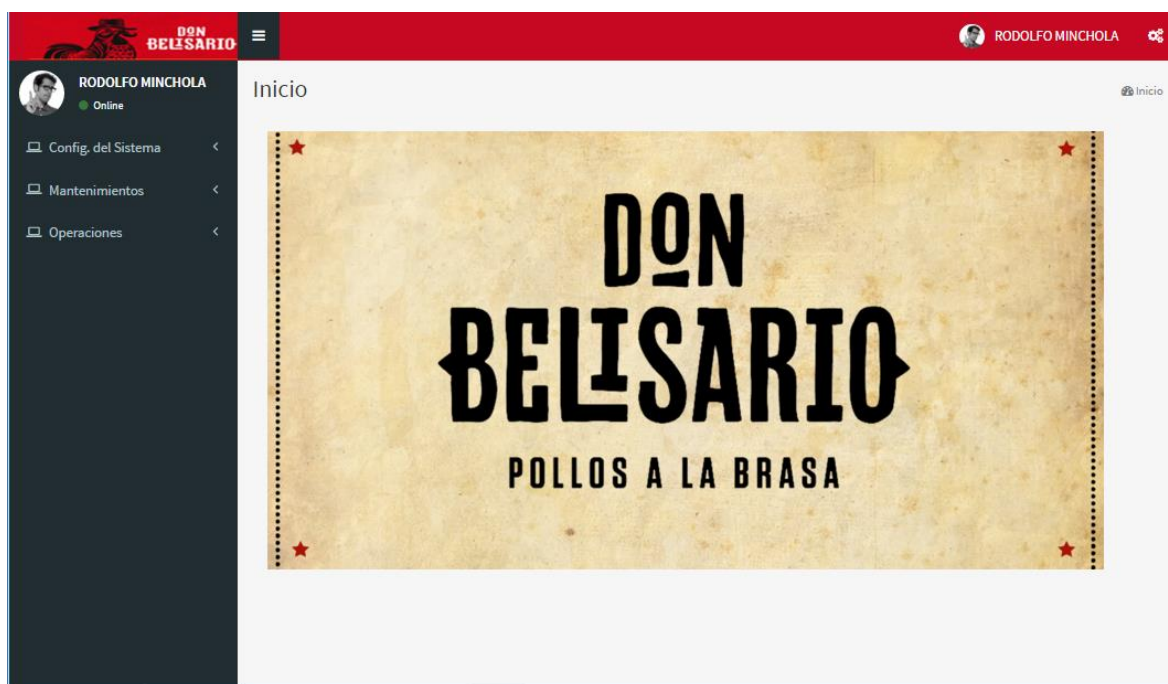 DON
BELISARIO
RODOLFO MINCHOLA
RODOLFO MINCHOLA
Online
Inicio
Inicio
Config. del Sistema
Mantenimientos
Operaciones
DON
BELISARIO
POLLOS A LA BRASA